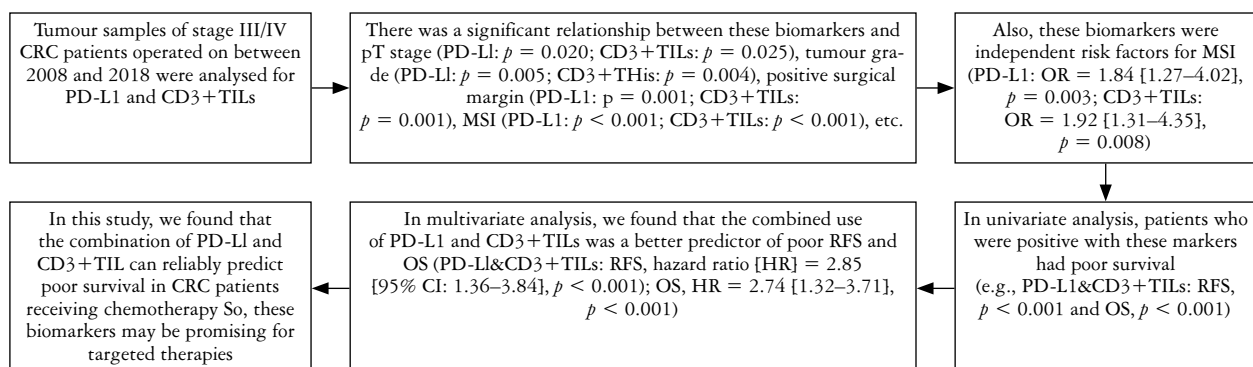 Tumour samples of stage III/IV
CRC patients operated on between
2008 and 2018 were analysed for
PD-L1 and CD3+TILs
There was a significant relationship between these biomarkers and
pT stage (PD-Ll: p = 0.020; CD3+TILs: p = 0.025), tumour gra-
de (PD-Ll: p = 0.005; CD3+THis: p = 0.004), positive surgical
margin (PD-L1: p = 0.001; CD3+TILs:
p = 0.001), MSI (PD-L1: p < 0.001; CD3+TILs: p < 0.001), etc.
Also, these biomarkers were
independent risk factors for MSI
(PD-L1: OR = 1.84 [1.27–4.02],
p = 0.003; CD3+TILs:
OR = 1.92 [1.31–4.35],
p = 0.008)
In univariate analysis, patients who
were positive with these markers
had poor survival
(e.g., PD-L1&CD3+TILs: RFS,
p < 0.001 and OS, p < 0.001)
In multivariate analysis, we found that the combined use
of PD-L1 and CD3+TILs was a better predictor of poor RFS and
OS (PD-Ll&CD3+TILs: RFS, hazard ratio [HR] = 2.85
[95% CI: 1.36–3.84], p < 0.001); OS, HR = 2.74 [1.32–3.71],
p < 0.001)
In this study, we found that
the combination of PD-Ll and
CD3+TIL can reliably predict
poor survival in CRC patients
receiving chemotherapy So, these
biomarkers may be promising for
targeted therapies